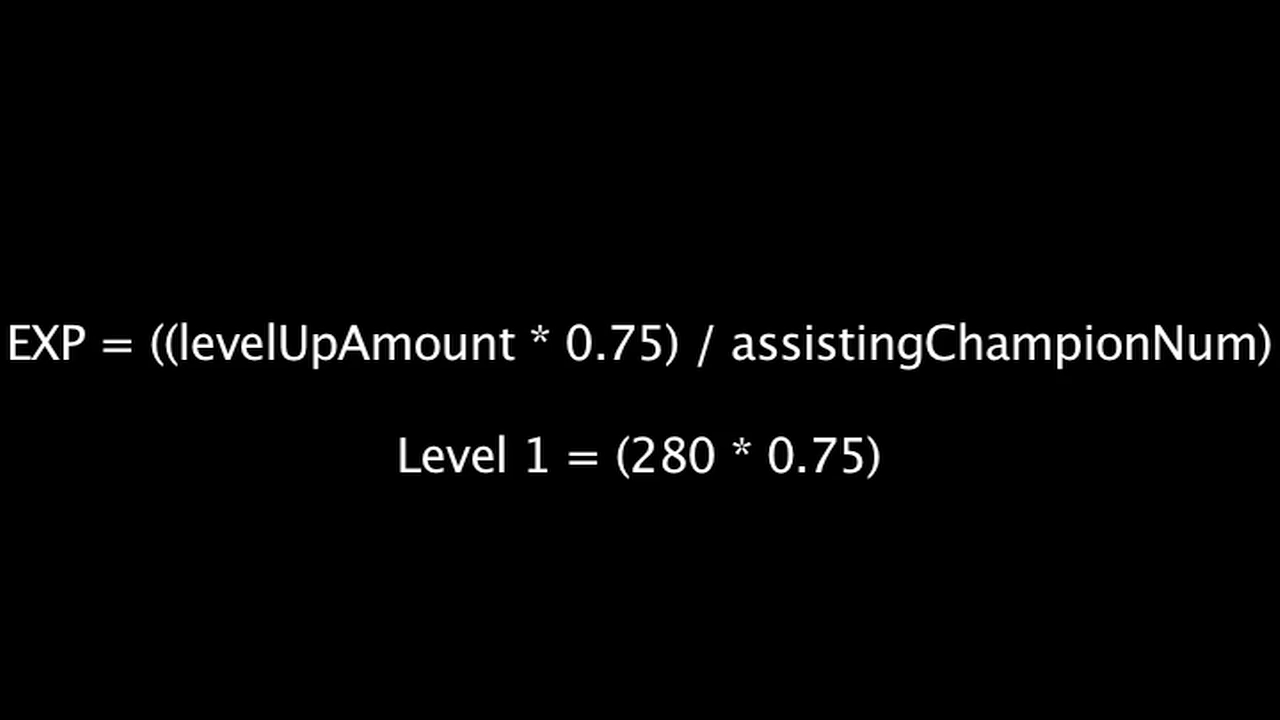 EXP = ((levelUpAmount * 0.75) / assistingChampionNum)
Level 1 = (280 * 0.75)